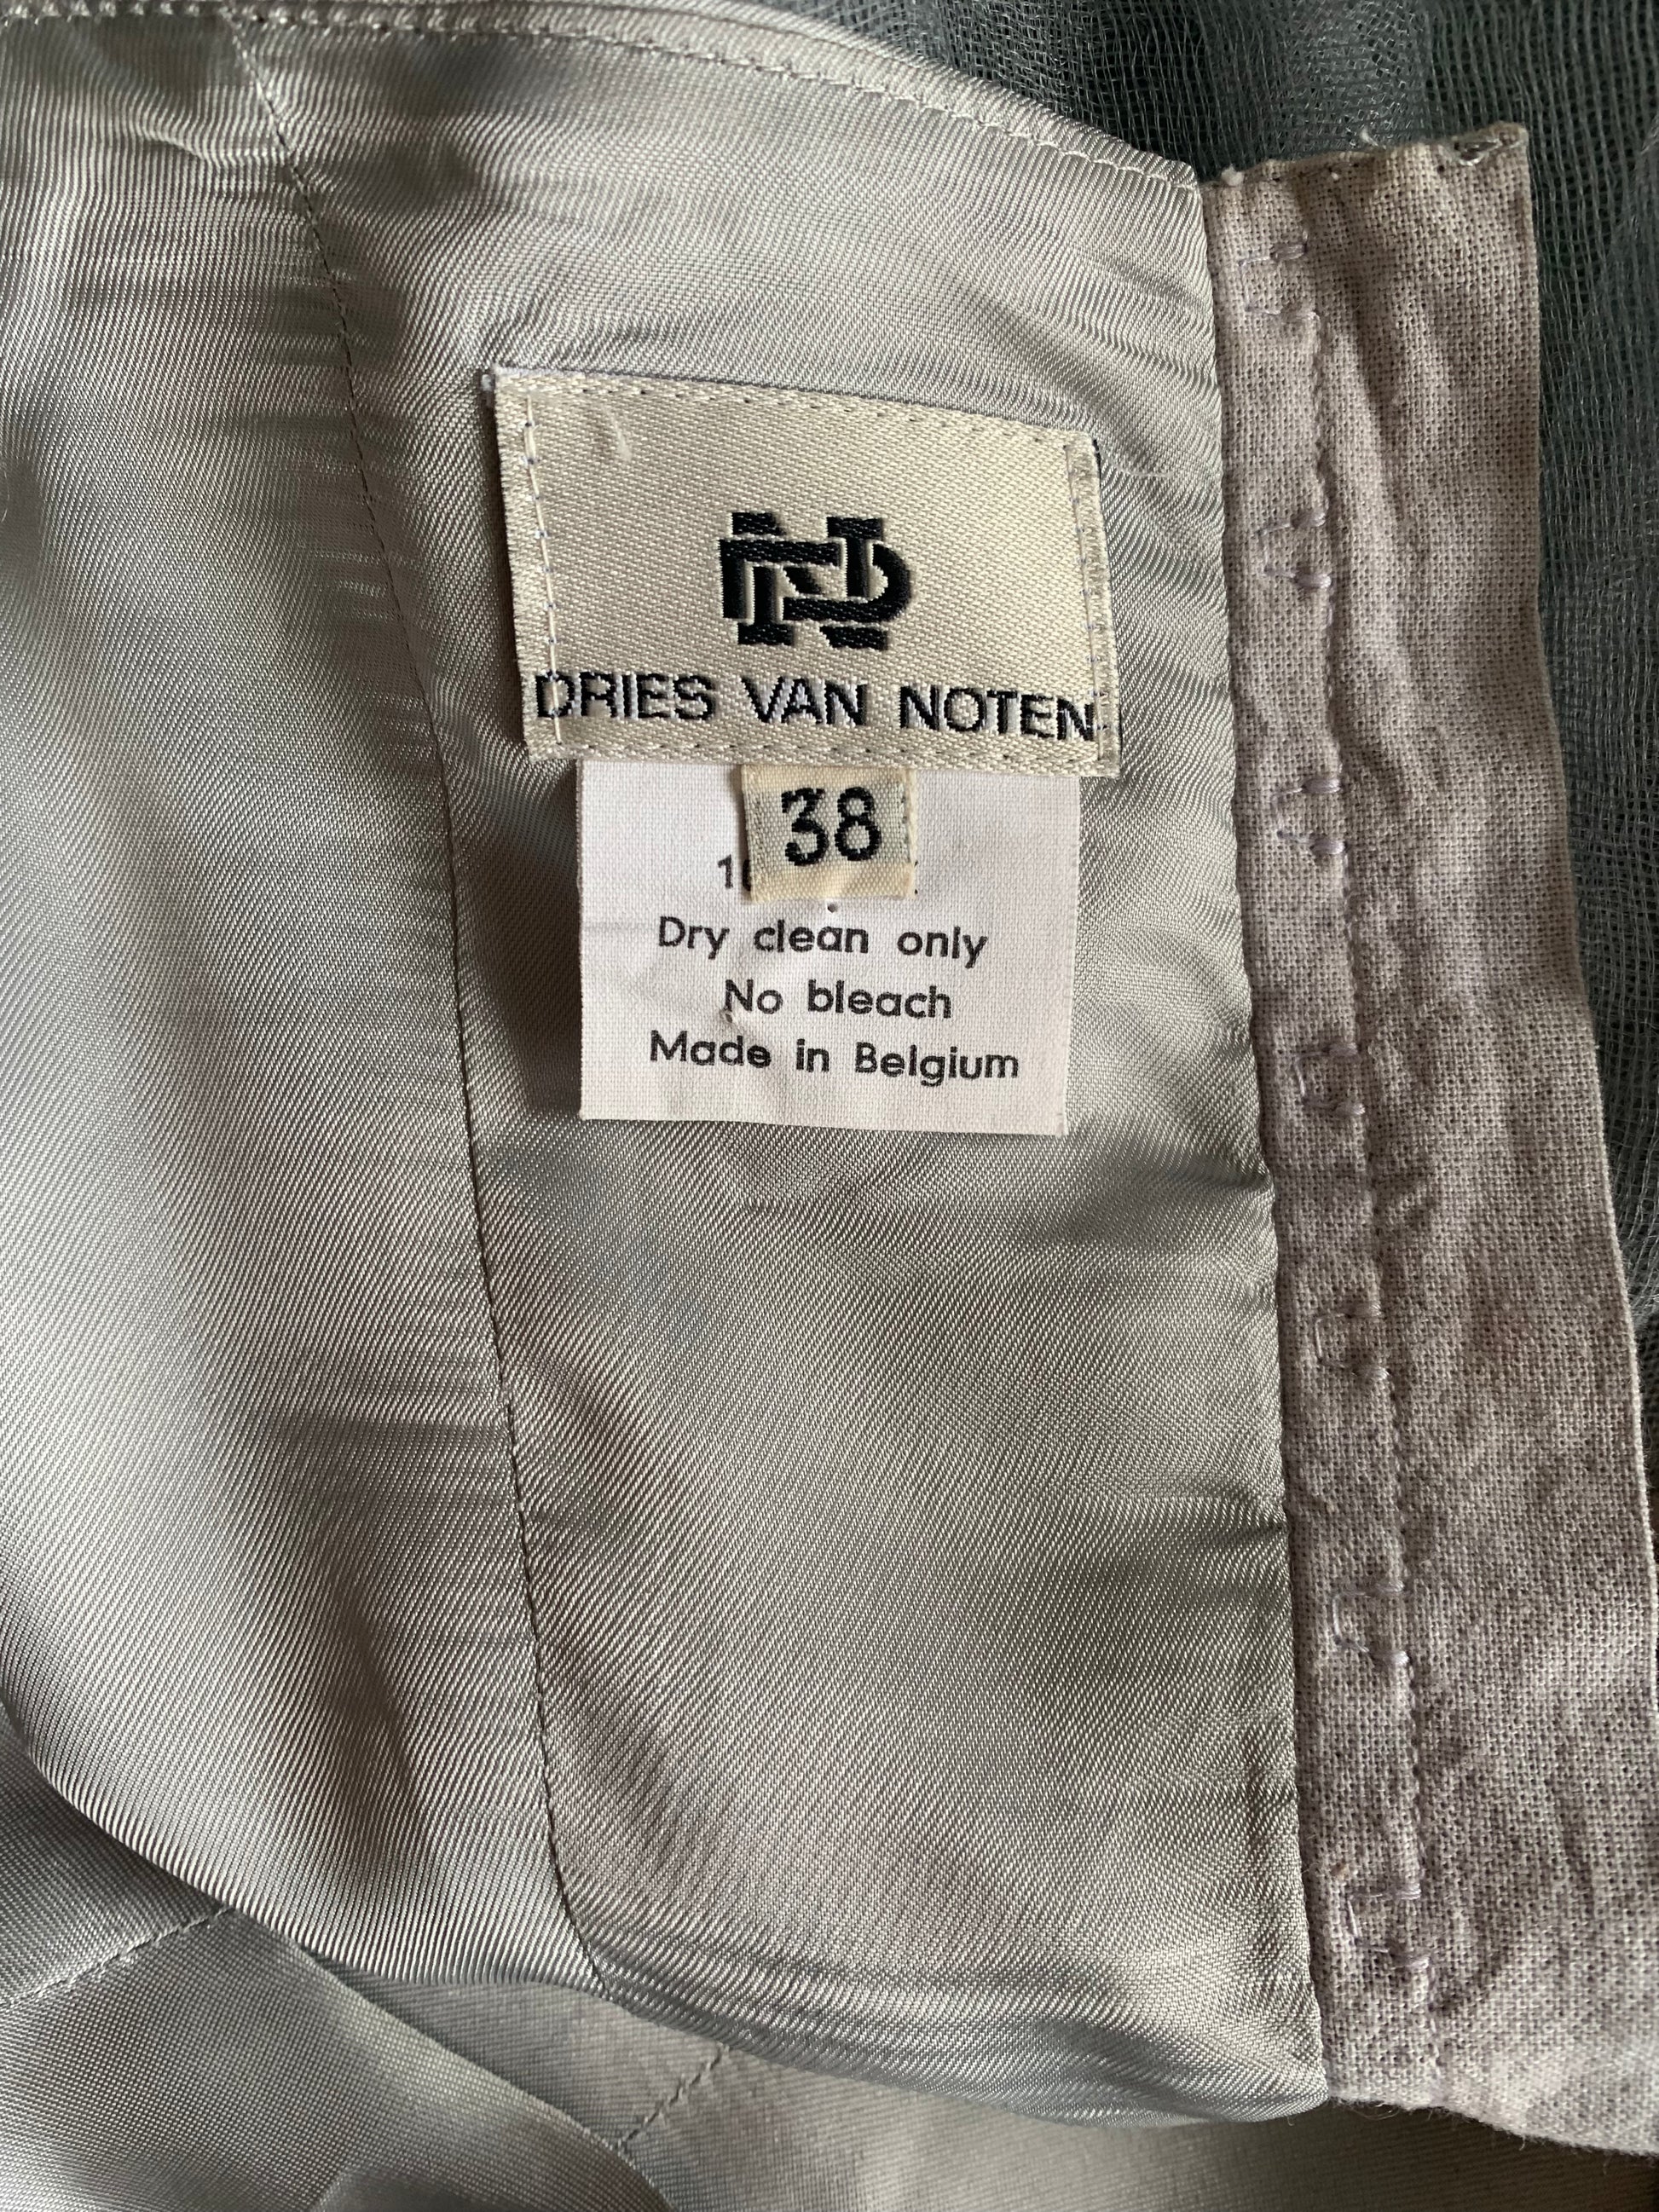 DRIES VAN NOTEN
38
Dry clean only
No bleach
Made in Belgium